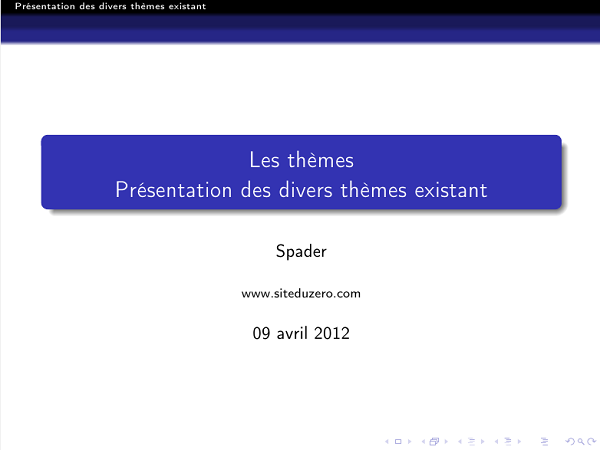 Présentation des divers thèmes existant
Les thèmes
Présentation des divers thèmes existant
Spader
www.siteduzero.com
09 avril 2012